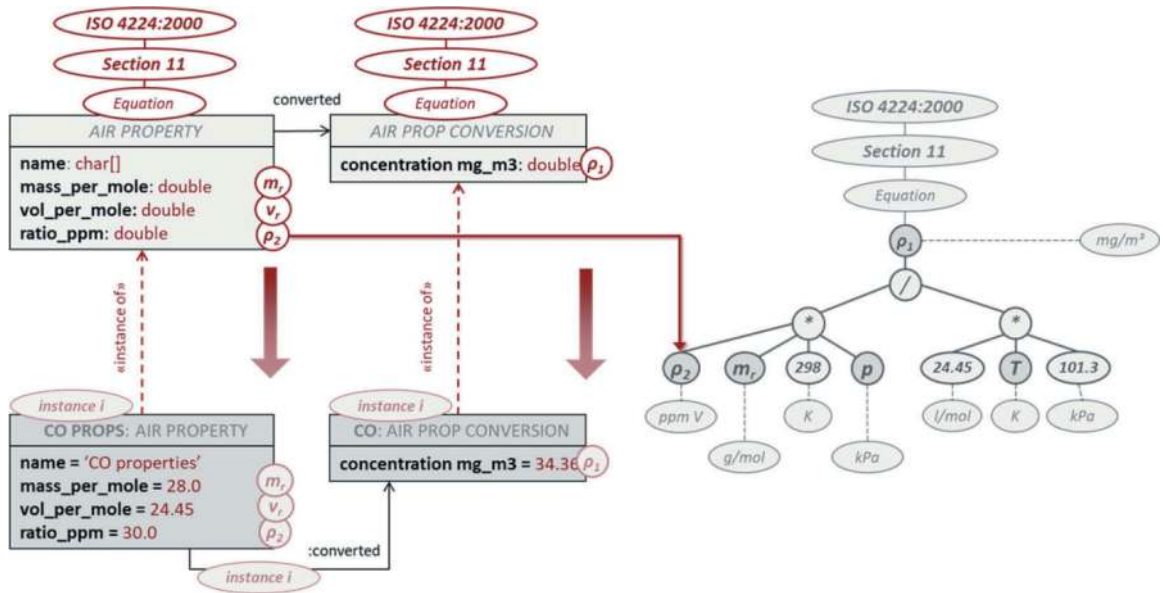 ISO 4224:2000
Section 11
Equation
AIR PROPERTY
name: char[]
mass_per_mole: double
vol_per_mole: double
ratio_ppm: double
mᵣ
vᵣ
ρ₂
converted
ISO 4224:2000
Section 11
Equation
AIR PROP CONVERSION
concentration mg_m3: double
ρ₁
«instance of»
«instance of»
instance i
CO PROPS: AIR PROPERTY
name = 'CO properties'
mass_per_mole = 28.0
vol_per_mole = 24.45
ratio_ppm = 30.0
mᵣ
vᵣ
ρ₂
instance i
:converted
instance i
CO: AIR PROP CONVERSION
concentration mg_m3 = 34.36
ρ₁
ISO 4224:2000
Section 11
Equation
ρ₁
mg/m³
/
* *
ρ₂ mᵣ 298 p 24.45 T 101.3
ppm V K l/mol K kPa
g/mol kPa